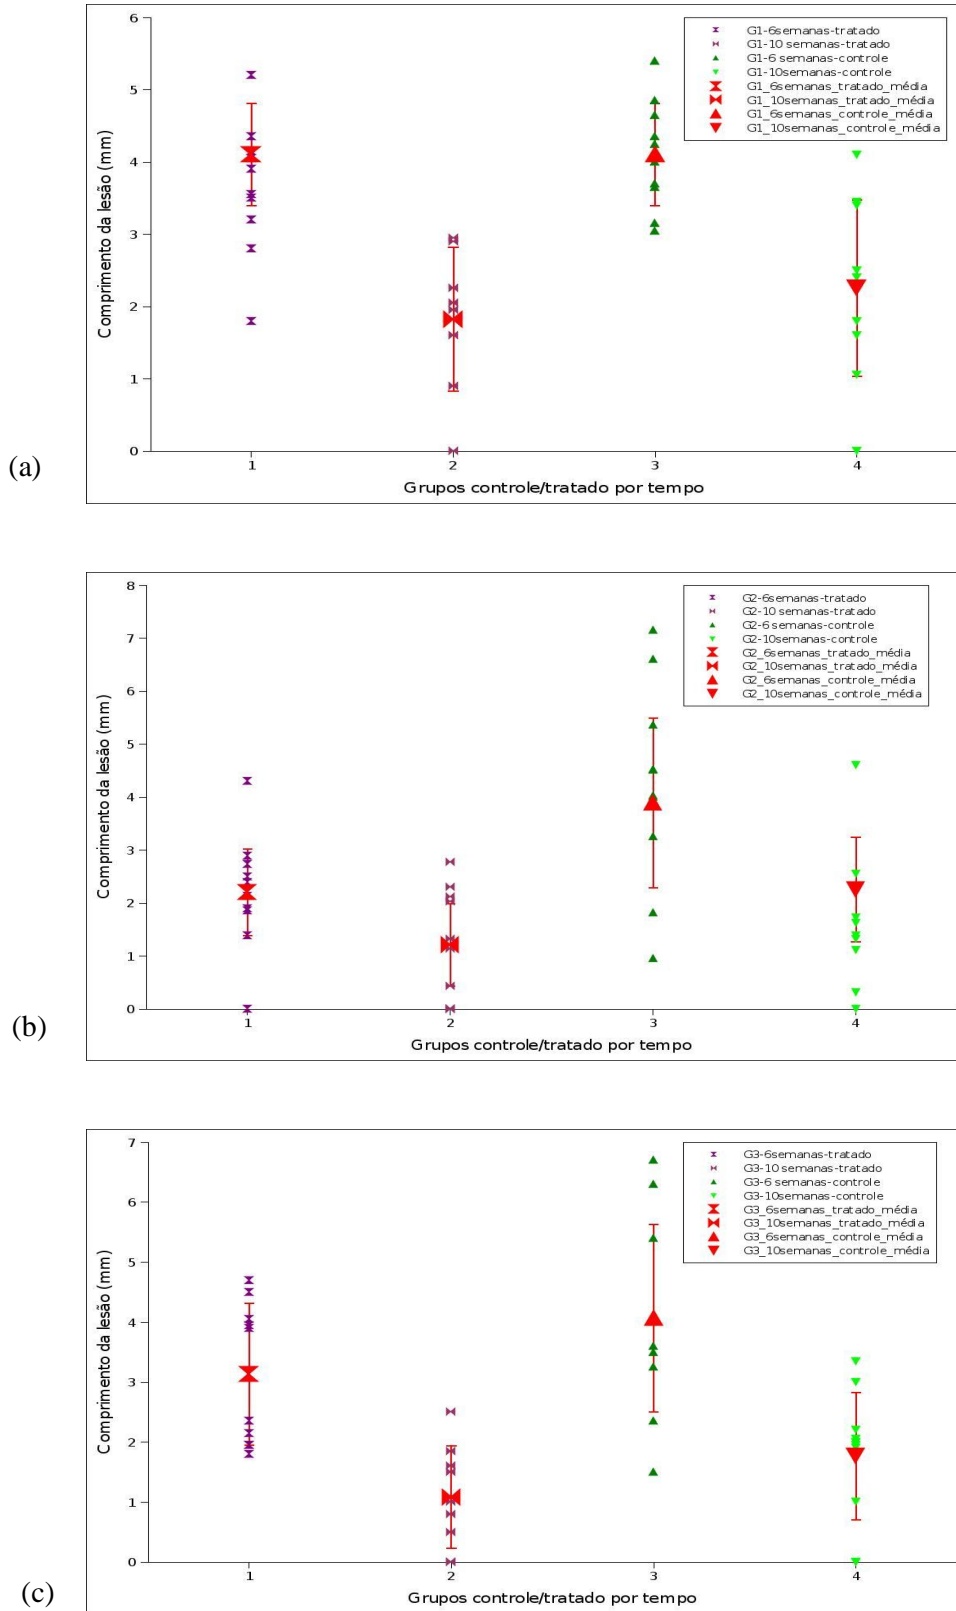 6
5
4
3
2
1
0
Comprimento da lesão (mm)
G1-6semanas-tratado
G1-10 semanas-tratado
G1-6 semanas-controle
G1-10semanas-controle
G1_6semanas_tratado_média
G1_10semanas_tratado_média
G1_6semanas_controle_média
G1_10semanas_controle_média
1 2 3 4
Grupos controle/tratado por tempo
(a)
8
7
6
5
4
3
2
1
0
Comprimento da lesão (mm)
G2-6semanas-tratado
G2-10 semanas-tratado
G2-6 semanas-controle
G2-10semanas-controle
G2_6semanas_tratado_média
G2_10semanas_tratado_média
G2_6semanas_controle_média
G2_10semanas_controle_média
1 2 3 4
Grupos controle/tratado por tempo
(b)
7
6
5
4
3
2
1
0
Comprimento da lesão (mm)
G3-6semanas-tratado
G3-10 semanas-tratado
G3-6 semanas-controle
G3-10semanas-controle
G3_6semanas_tratado_média
G3_10semanas_tratado_média
G3_6semanas_controle_média
G3_10semanas_controle_média
1 2 3 4
Grupos controle/tratado por tempo
(c)